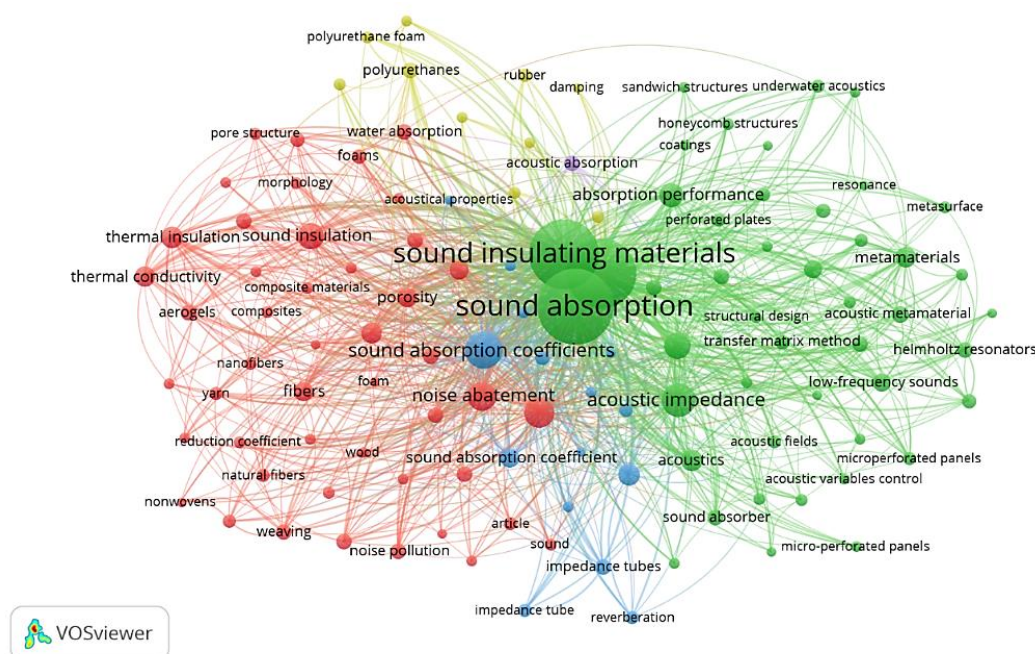 polyurethane foam
polyurethanes
rubber
damping
sandwich structures
underwater acoustics
pore structure
water absorption
honeycomb structures
foams
acoustic absorption
coatings
morphology
acoustical properties
absorption performance
resonance
perforated plates
metasurface
thermal insulation
sound insulation
sound insulating materials
metamaterials
thermal conductivity
composite materials
porosity
sound absorption
aerogels
composites
structural design
acoustic metamaterial
sound absorption coefficients
transfer matrix method
helmholtz resonators
nanofibers
foam
yarn
fibers
noise abatement
acoustic impedance
low-frequency sounds
reduction coefficient
wood
sound absorption coefficient
acoustic fields
acoustics
microperforated panels
natural fibers
acoustic variables control
nonwovens
weaving
article
sound absorber
noise pollution
sound
micro-perforated panels
impedance tubes
impedance tube
reverberation
VOSviewer